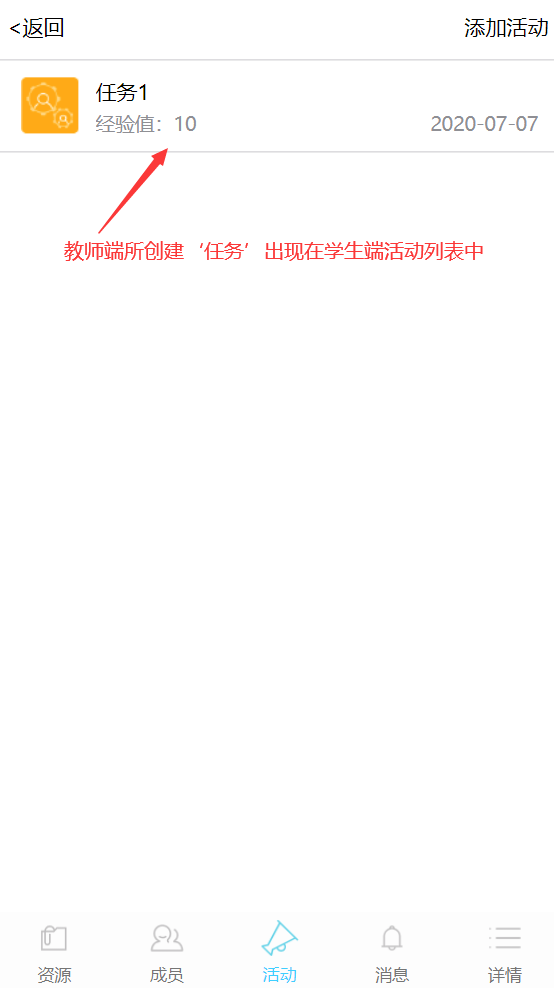 <返回
添加活动
任务1
经验值：10
2020-07-07
教师端所创建‘任务’出现在学生端活动列表中
资源
成员
活动
消息
详情